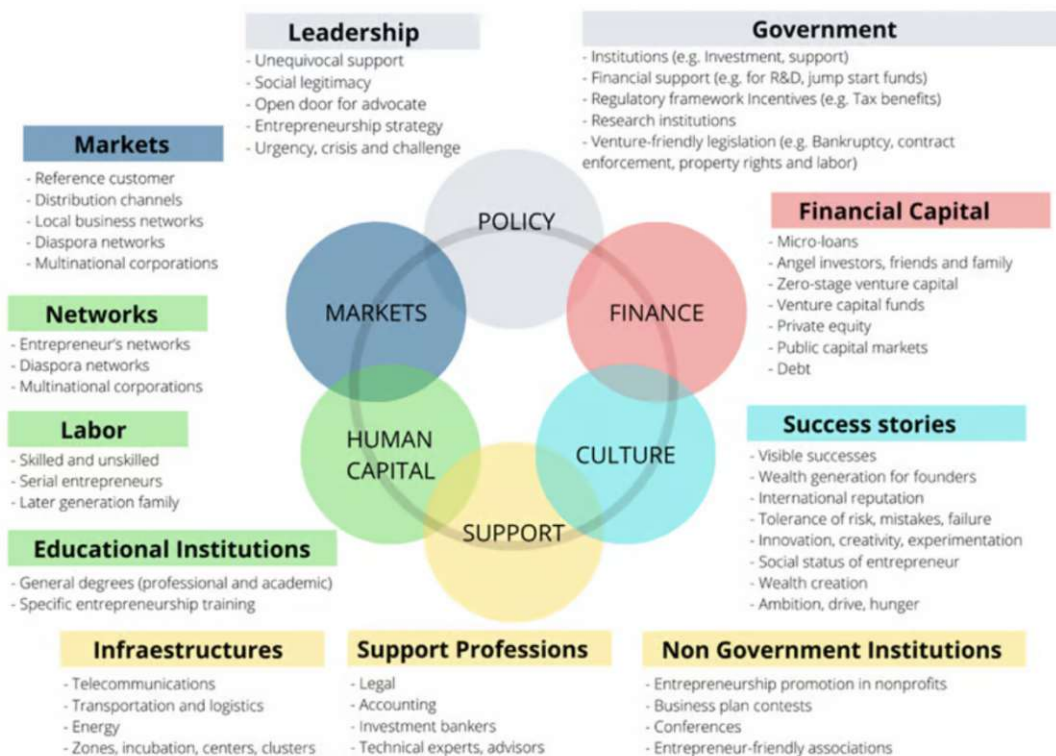 Leadership
- Unequivocal support
- Social legitimacy
- Open door for advocate
- Entrepreneurship strategy
- Urgency, crisis and challenge
Government
- Institutions (e.g. Investment, support)
- Financial support (e.g. for R&D, jump start funds)
- Regulatory framework Incentives (e.g. Tax benefits)
- Research institutions
- Venture-friendly legislation (e.g. Bankruptcy, contract
enforcement, property rights and labor)
Markets
- Reference customer
- Distribution channels
- Local business networks
- Diaspora networks
- Multinational corporations
POLICY
MARKETS
FINANCE
HUMAN
CAPITAL
CULTURE
SUPPORT
Financial Capital
- Micro-loans
- Angel investors, friends and family
- Zero-stage venture capital
- Venture capital funds
- Private equity
- Public capital markets
- Debt
Networks
- Entrepreneur's networks
- Diaspora networks
- Multinational corporations
Labor
- Skilled and unskilled
- Serial entrepreneurs
- Later generation family
Success stories
- Visible successes
- Wealth generation for founders
- International reputation
- Tolerance of risk, mistakes, failure
- Innovation, creativity, experimentation
- Social status of entrepreneur
- Wealth creation
- Ambition, drive, hunger
Educational Institutions
- General degrees (professional and academic)
- Specific entrepreneurship training
Infraestructures
- Telecommunications
- Transportation and logistics
- Energy
- Zones, incubation, centers, clusters
Support Professions
- Legal
- Accounting
- Investment bankers
- Technical experts, advisors
Non Government Institutions
- Entrepreneurship promotion in nonprofits
- Business plan contests
- Conferences
- Entrepreneur-friendly associations